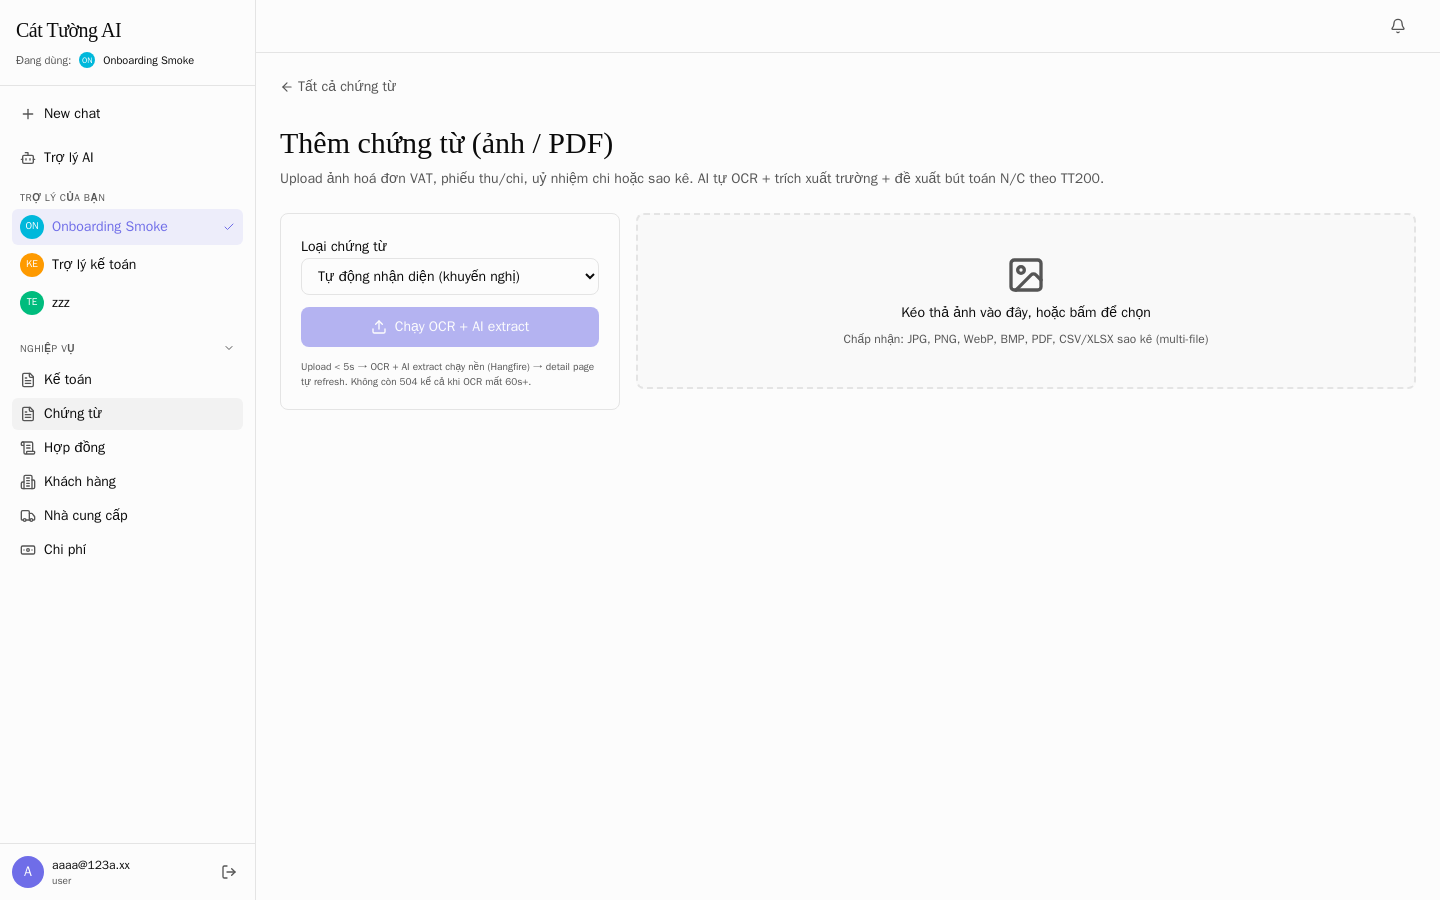 Cát Tường AI
Đang dùng: ON Onboarding Smoke
New chat
Trợ lý AI
TRỢ LÝ CỦA BẠN
ON Onboarding Smoke
KE Trợ lý kế toán
TE zzz
NGHIỆP VỤ
Kế toán
Chứng từ
Hợp đồng
Khách hàng
Nhà cung cấp
Chi phí
A aaaa@123a.xx
user
← Tất cả chứng từ
Thêm chứng từ (ảnh / PDF)
Upload ảnh hoá đơn VAT, phiếu thu/chi, uỷ nhiệm chi hoặc sao kê. AI tự OCR + trích xuất trường + đề xuất bút toán N/C theo TT200.
Loại chứng từ
Tự động nhận diện (khuyến nghị)
Chạy OCR + AI extract
Upload < 5s → OCR + AI extract chạy nền (Hangfire) → detail page
tự refresh. Không còn 504 kể cả khi OCR mất 60s+.
Kéo thả ảnh vào đây, hoặc bấm để chọn
Chấp nhận: JPG, PNG, WebP, BMP, PDF, CSV/XLSX sao kê (multi-file)